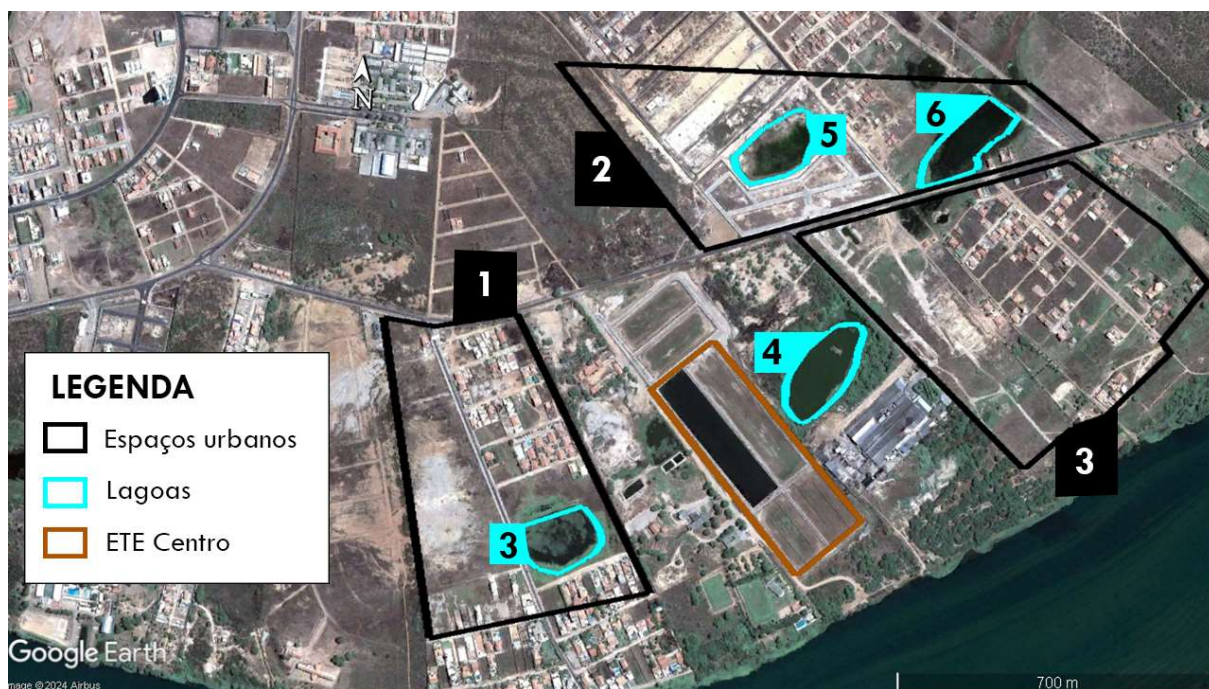 N
5
6
2
1
4
LEGENDA
Espaços urbanos
Lagoas
ETE Centro
3
3
Google Earth
mage © 2024 Airbus
700 m